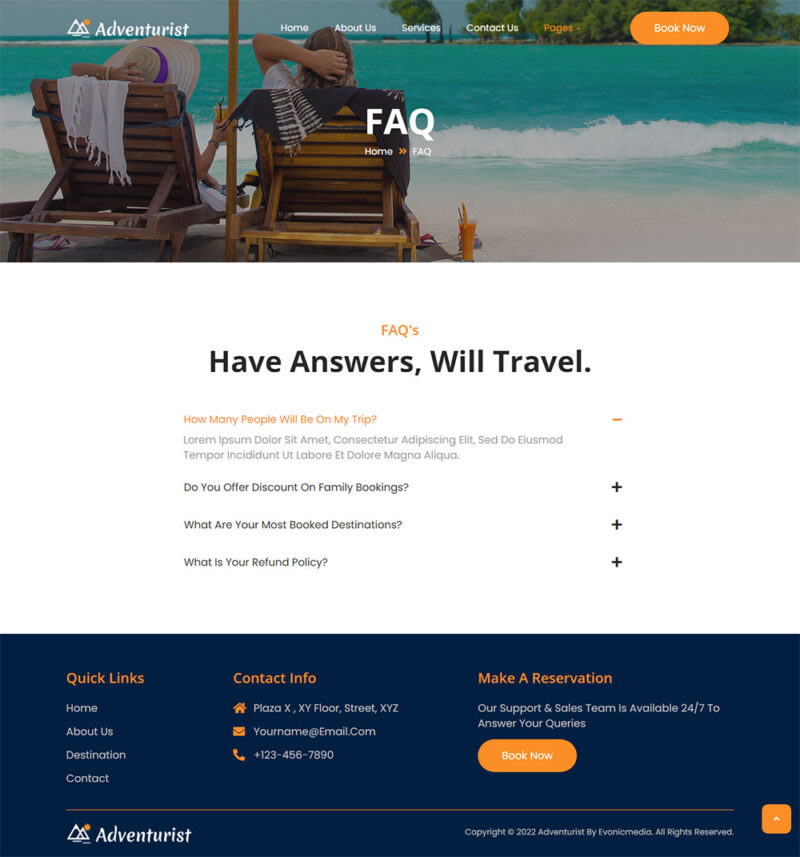 Adventurist
Home About Us Services Contact Us Pages Book Now
FAQ
Home FAQ
FAQ's
Have Answers, Will Travel.
How Many People Will Be On My Trip?
Lorem Ipsum Dolor Sit Amet, Consectetur Adipiscing Elit, Sed Do Eiusmod
Tempor Incididunt Ut Labore Et Dolore Magna Aliqua.
Do You Offer Discount On Family Bookings?
What Are Your Most Booked Destinations?
What Is Your Refund Policy?
Quick Links
Home
About Us
Destination
Contact
Contact Info
Plaza X , XY Floor, Street, XYZ
Yourname@Email.Com
+123-456-7890
Make A Reservation
Our Support & Sales Team Is Available 24/7 To
Answer Your Queries
Book Now
Adventurist
Copyright © 2022 Adventurist By Evonicmedia. All Rights Reserved.